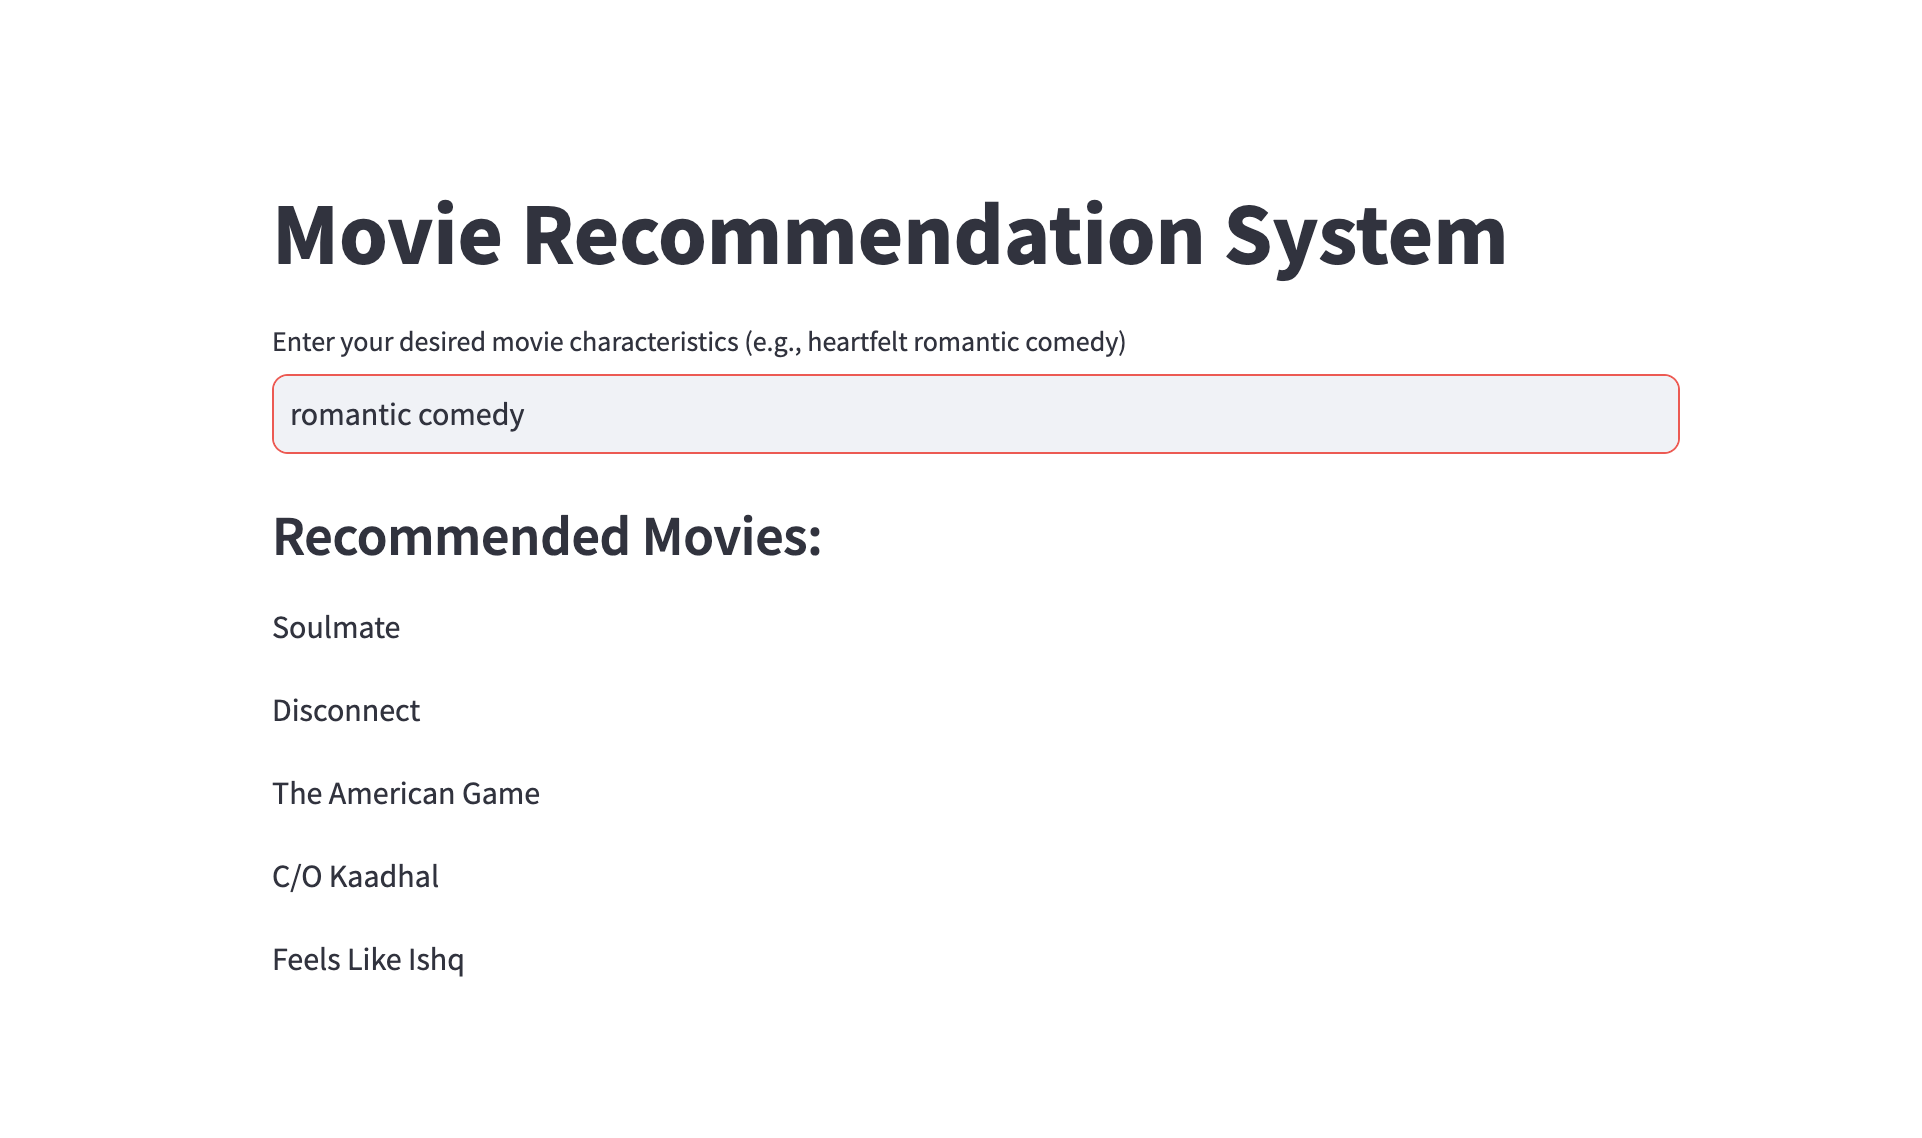 Movie Recommendation System
Enter your desired movie characteristics (e.g., heartfelt romantic comedy)
romantic comedy
Recommended Movies:
Soulmate
Disconnect
The American Game
C/O Kaadhal
Feels Like Ishq